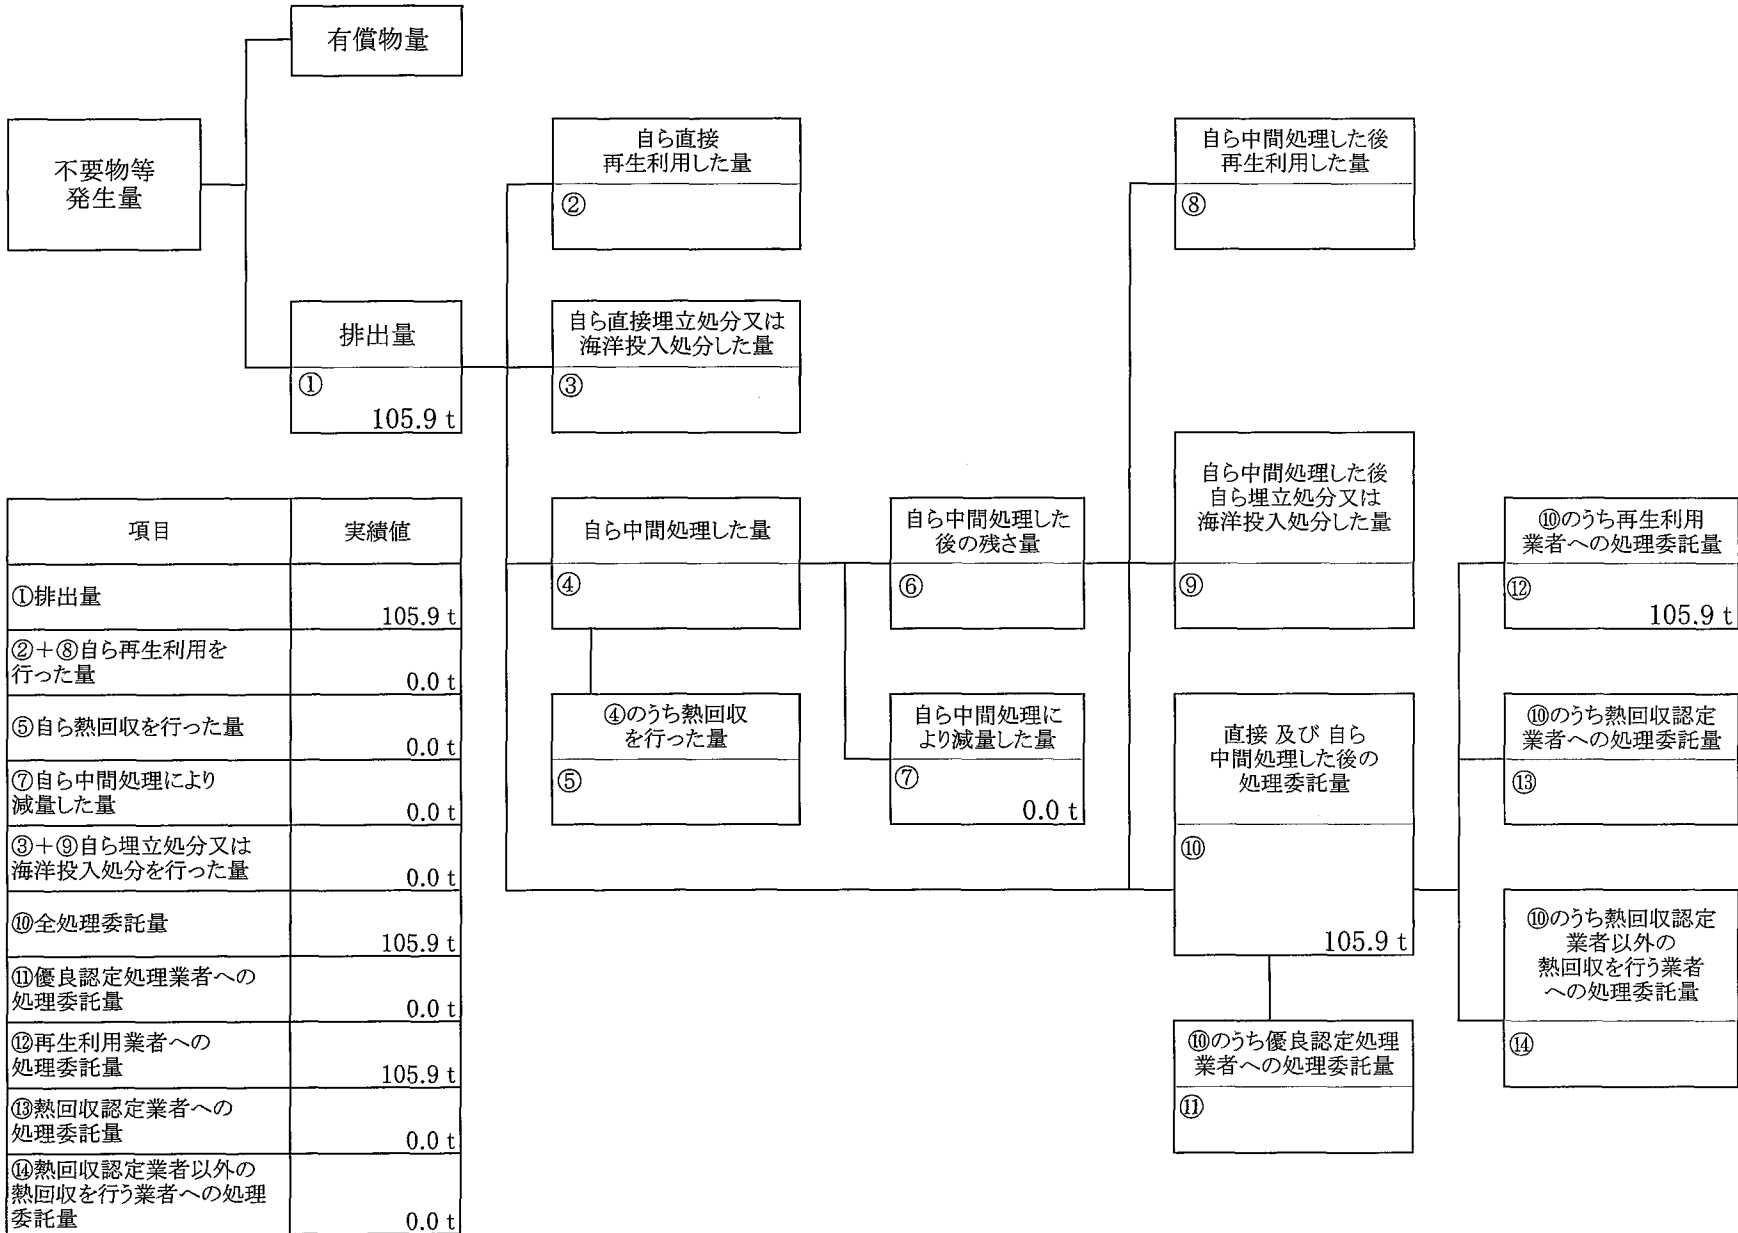 有償物量
不要物等
発生量
排出量
①
105.9 t
自ら直接
再生利用した量
②
自ら直接埋立処分又は
海洋投入処分した量
③
自ら中間処理した量
④
④のうち熱回収
を行った量
⑤
自ら中間処理した
後の残さ量
⑥
自ら中間処理に
より減量した量
⑦
0.0 t
自ら中間処理した後
再生利用した量
⑧
自ら中間処理した後
自ら埋立処分又は
海洋投入処分した量
⑨
直接 及び 自ら
中間処理した後の
処理委託量
⑩
105.9 t
⑩のうち優良認定処理
業者への処理委託量
⑪
⑩のうち再生利用
業者への処理委託量
⑫
105.9 t
⑩のうち熱回収認定
業者への処理委託量
⑬
⑩のうち熱回収認定
業者以外の
熱回収を行う業者
への処理委託量
⑭
項目 実績値
①排出量
105.9 t
②＋⑧自ら再生利用を
行った量
0.0 t
⑤自ら熱回収を行った量
0.0 t
⑦自ら中間処理により
減量した量
0.0 t
③＋⑨自ら埋立処分又は
海洋投入処分を行った量
0.0 t
⑩全処理委託量
105.9 t
⑪優良認定処理業者への
処理委託量
0.0 t
⑫再生利用業者への
処理委託量
105.9 t
⑬熱回収認定業者への
処理委託量
0.0 t
⑭熱回収認定業者以外の
熱回収を行う業者への処理
委託量
0.0 t